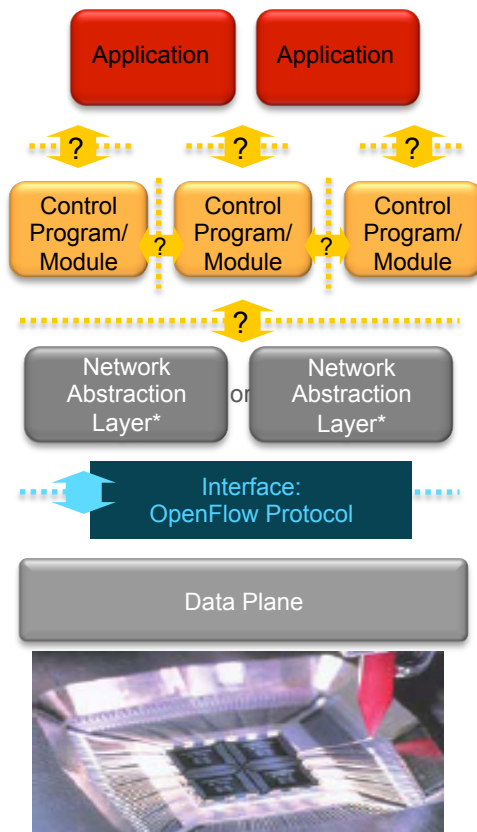 Application
Application
?
?
?
Control
Program/
Module
?
Control
Program/
Module
?
Control
Program/
Module
?
Network
Abstraction
Layer*
or
Network
Abstraction
Layer*
Interface:
OpenFlow Protocol
Data Plane